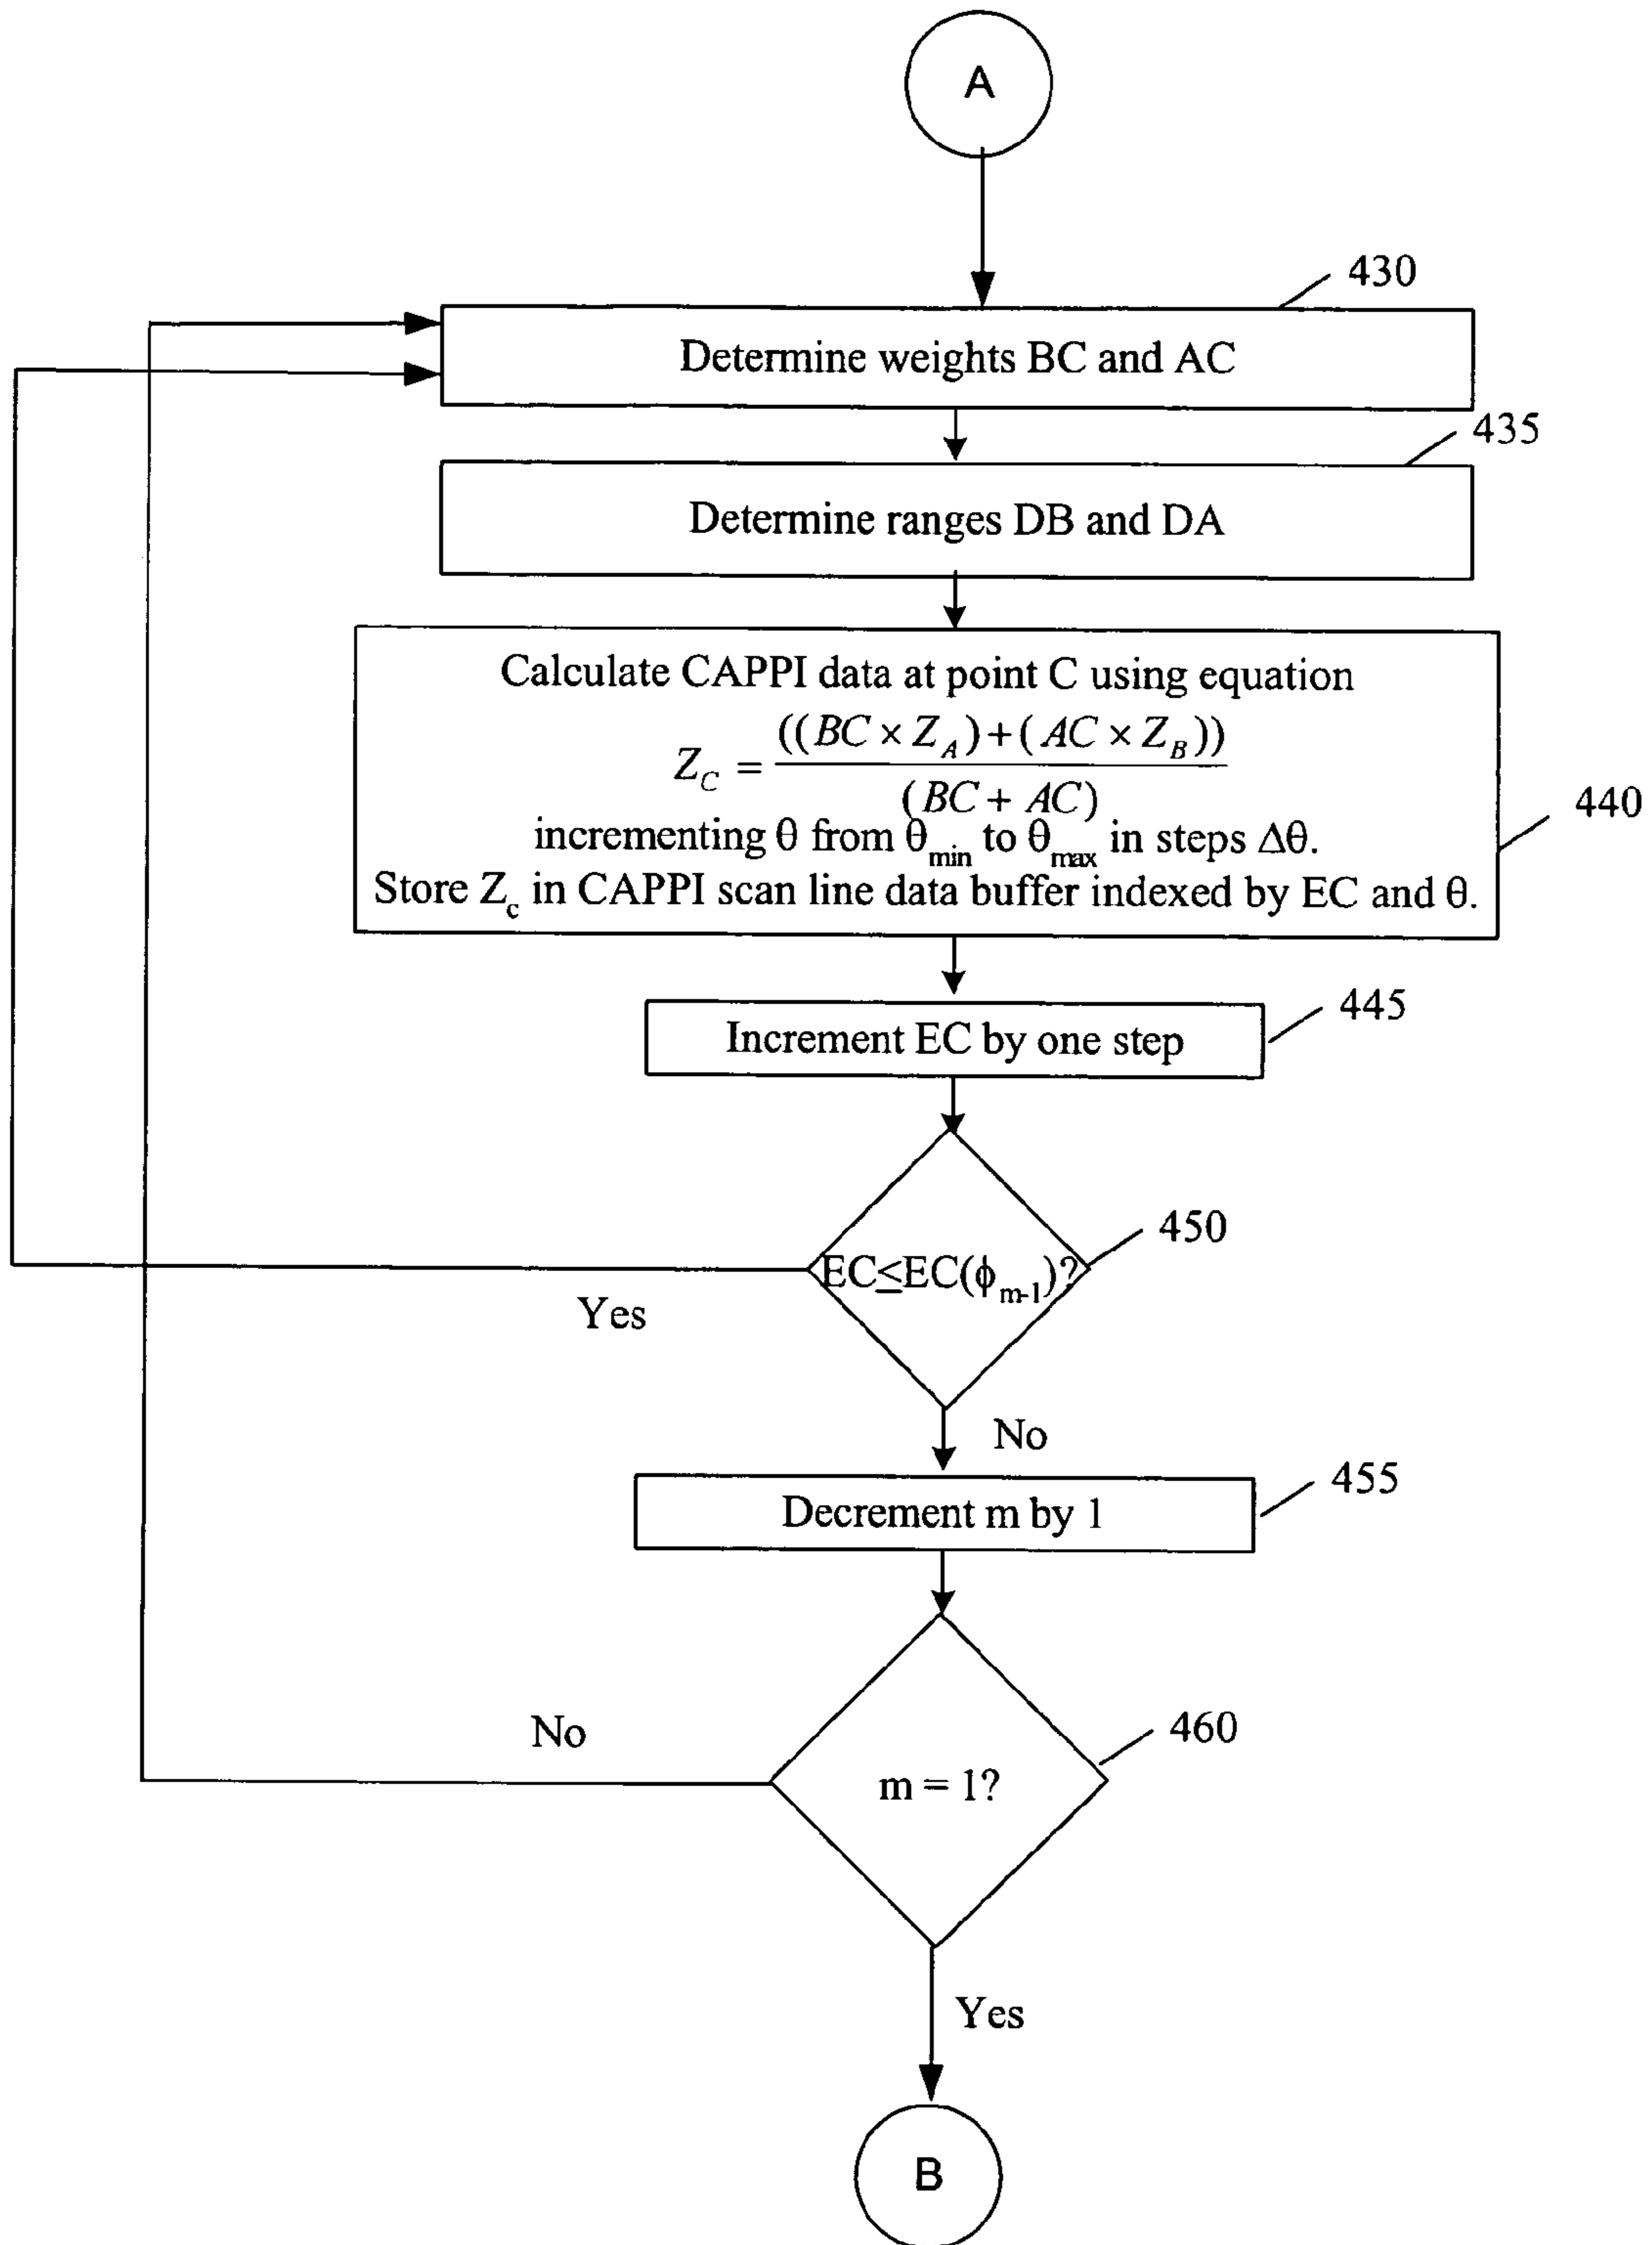 A
430
Determine weights BC and AC
435
Determine ranges DB and DA
Calculate CAPPI data at point C using equation
Z_C = ((BC × Z_A)+(AC × Z_B)) / (BC + AC)
440
incrementing θ from θ_min to θ_max in steps Δθ.
Store Z_c in CAPPI scan line data buffer indexed by EC and θ.
445
Increment EC by one step
450
EC≤EC(ϕ_m-1)?
Yes
No
455
Decrement m by 1
460
No
m = 1?
Yes
B